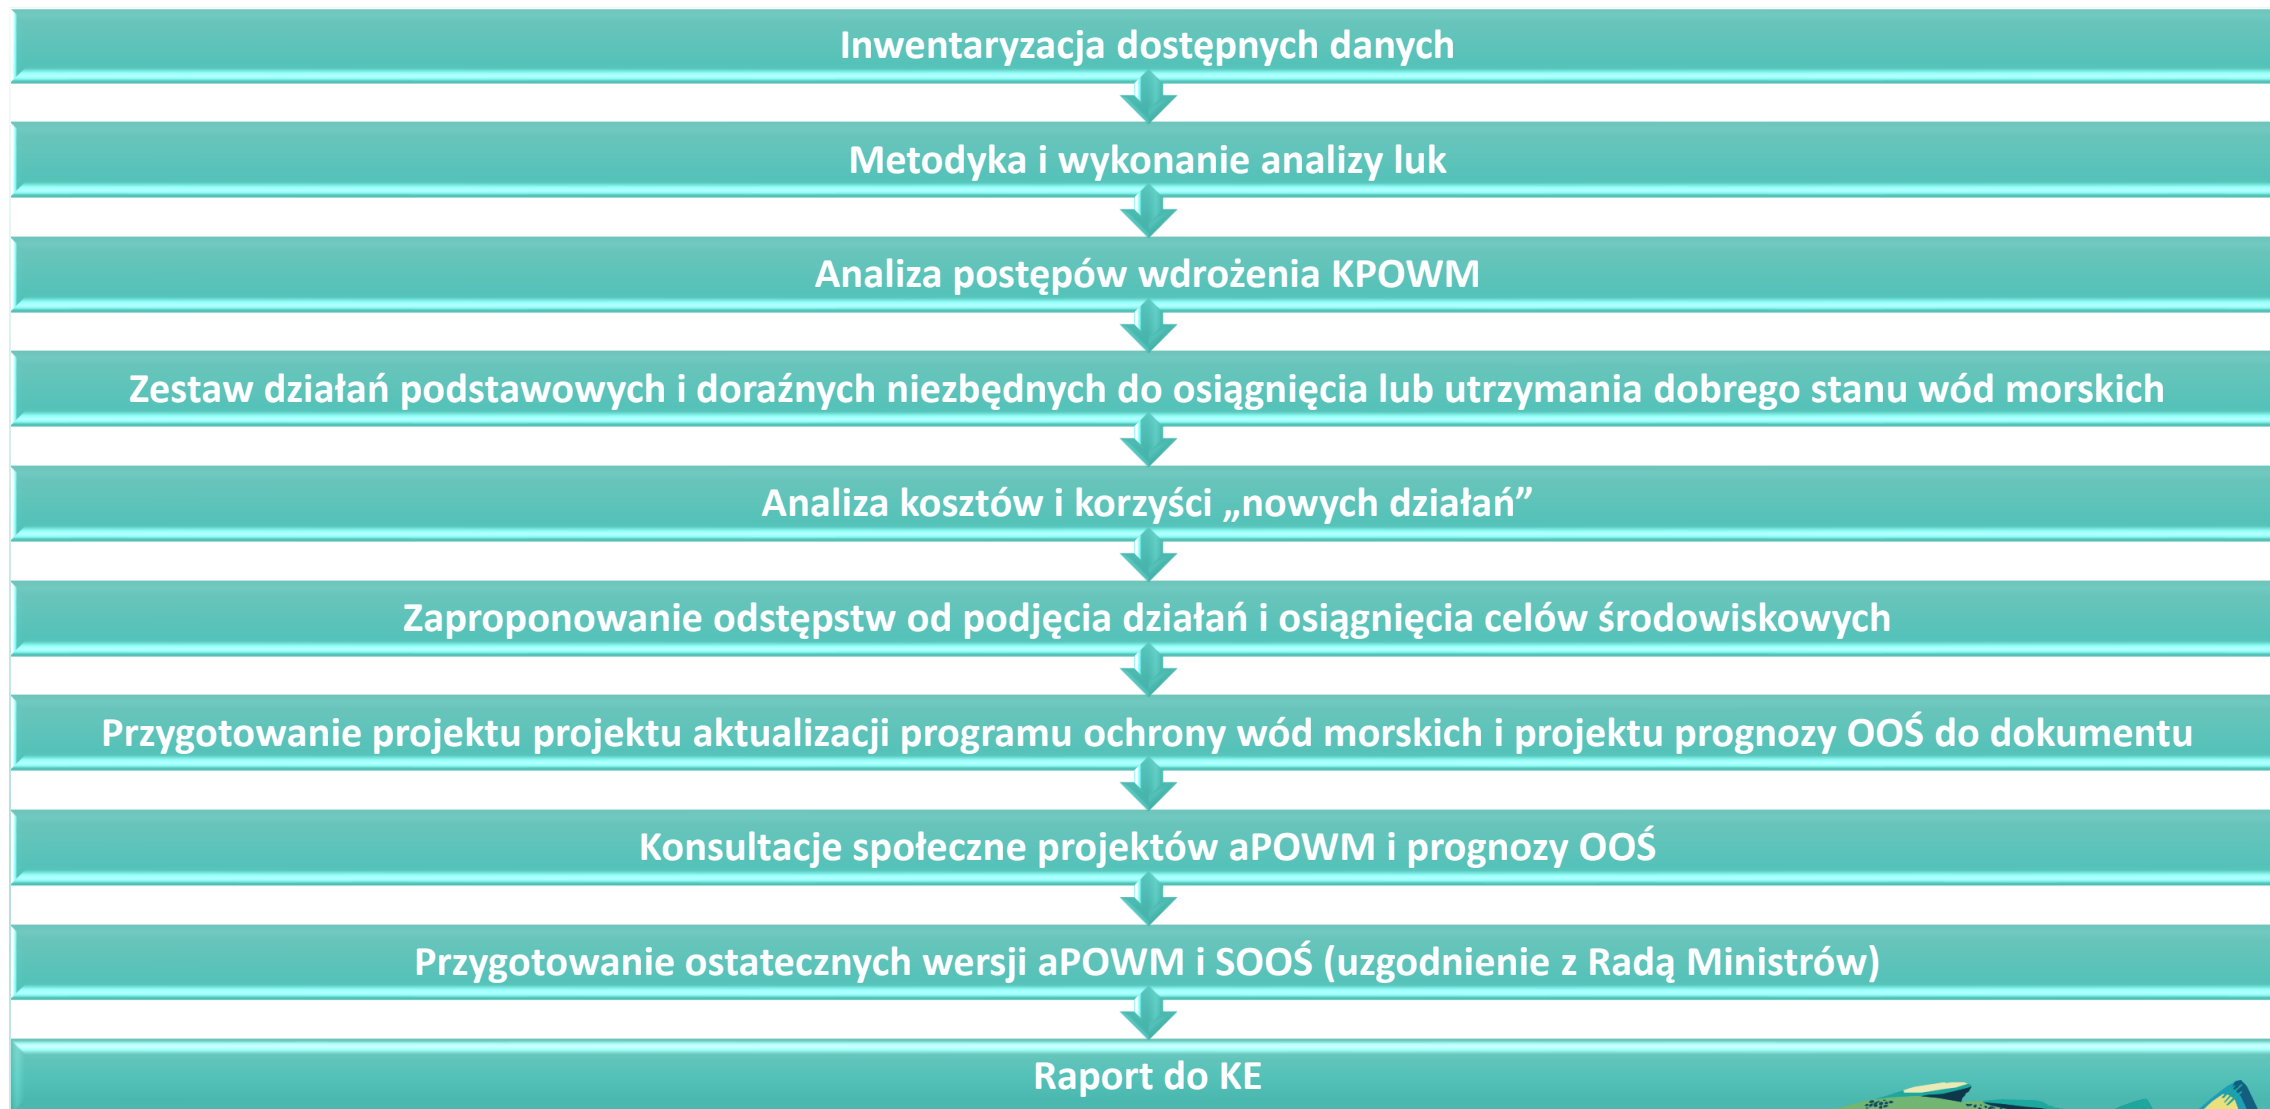 Inwentaryzacja dostępnych danych
Metodyka i wykonanie analizy luk
Analiza postępów wdrożenia KPOWM
Zestaw działań podstawowych i doraźnych niezbędnych do osiągnięcia lub utrzymania dobrego stanu wód morskich
Analiza kosztów i korzyści „nowych działań”
Zaproponowanie odstępstw od podjęcia działań i osiągnięcia celów środowiskowych
Przygotowanie projektu projektu aktualizacji programu ochrony wód morskich i projektu prognozy OOŚ do dokumentu
Konsultacje społeczne projektów aPOWM i prognozy OOŚ
Przygotowanie ostatecznych wersji aPOWM i SOOŚ (uzgodnienie z Radą Ministrów)
Raport do KE